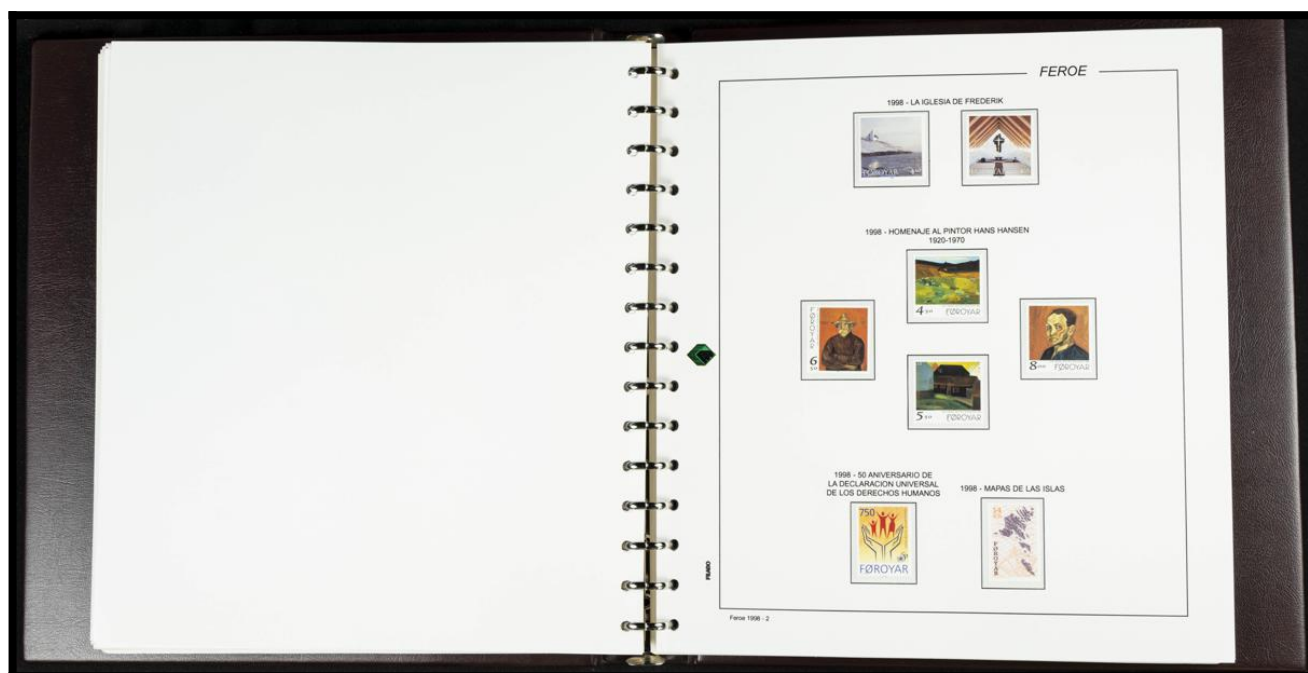 FEROE
1998 - LA IGLESIA DE FREDERIK
FØROYAR
1998 - HOMENAJE AL PINTOR HANS HANSEN
1920-1970
4
FØROYAR
FØROYAR
6
8
FØROYAR
5
FØROYAR
1998 - 50 ANIVERSARIO DE
LA DECLARACION UNIVERSAL
DE LOS DERECHOS HUMANOS
1998 - MAPAS DE LAS ISLAS
750
FØROYAR
FØROYAR
Feroe 1998 - 2